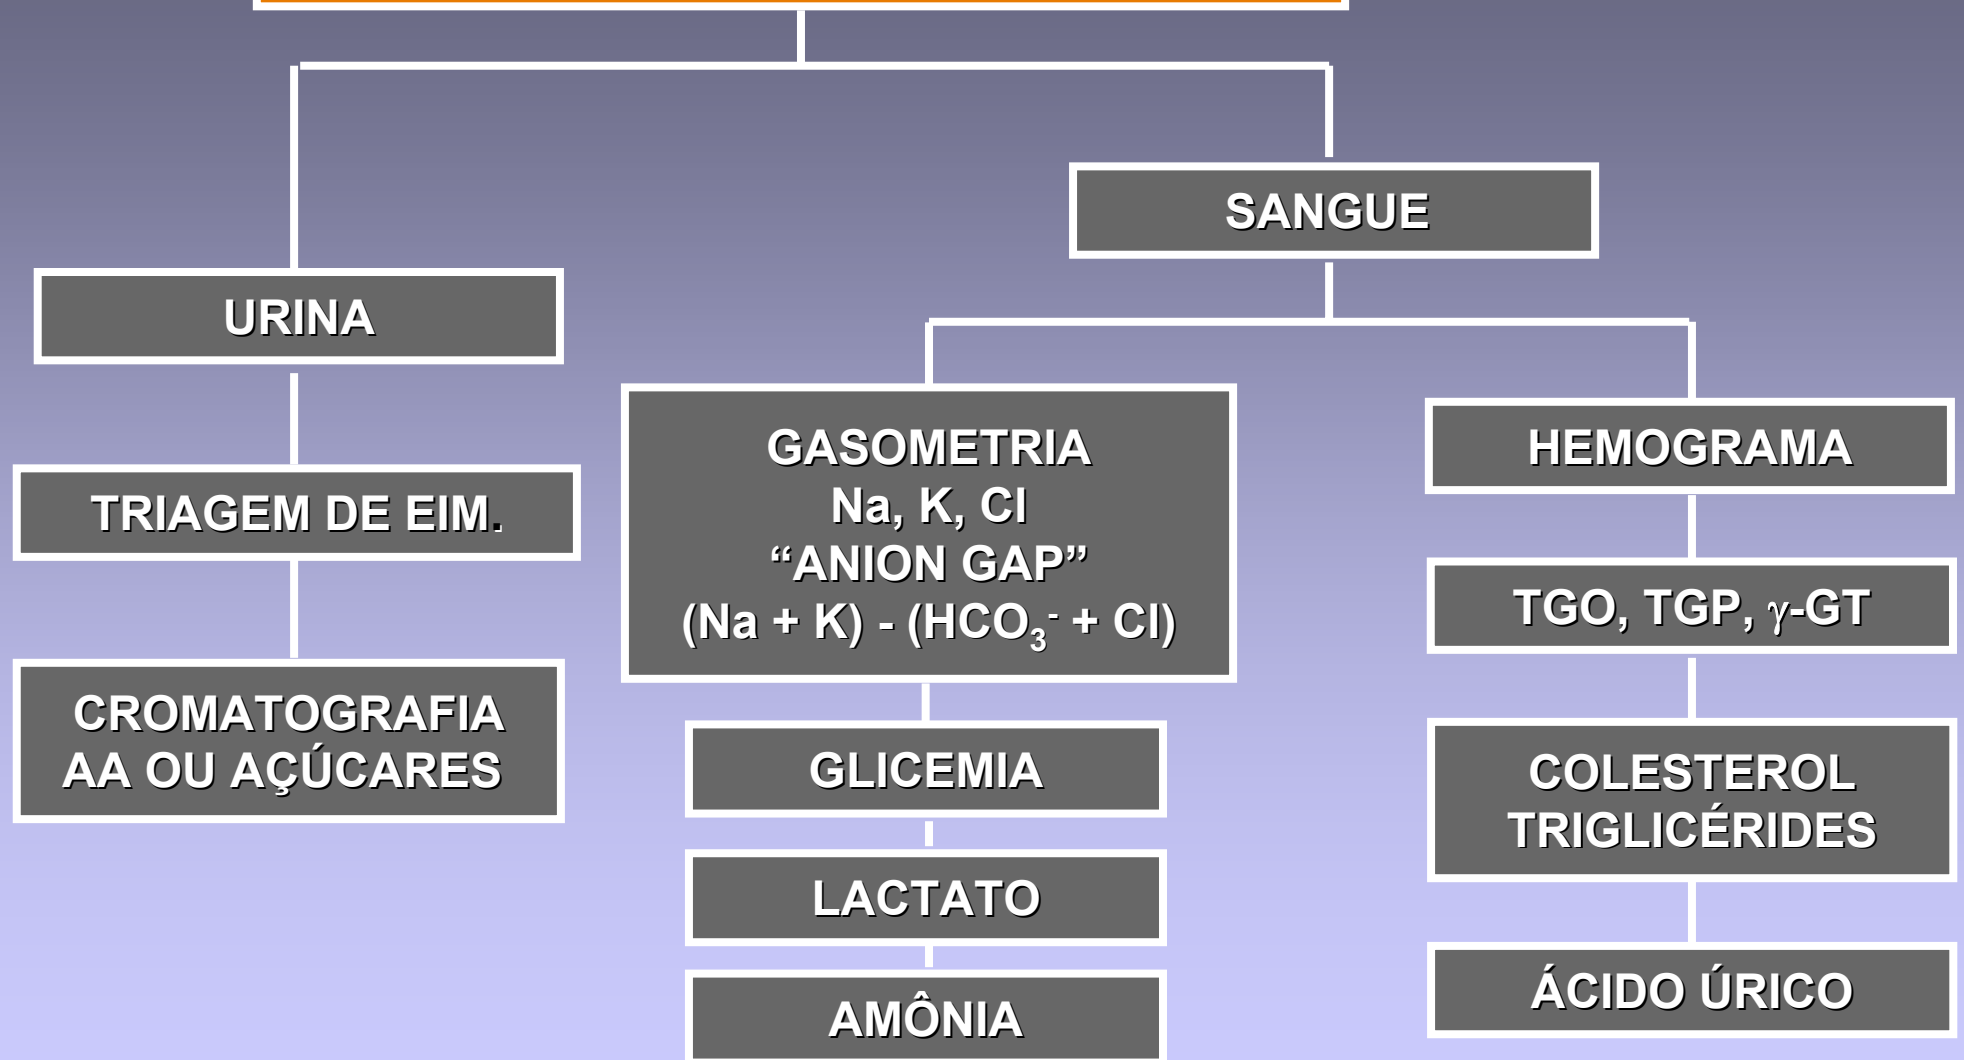 SANGUE
URINA
TRIAGEM DE EIM.
CROMATOGRAFIA
AA OU AÇÚCARES
GASOMETRIA
Na, K, Cl
“ANION GAP”
(Na + K) - (HCO₃⁻ + Cl)
GLICEMIA
LACTATO
AMÔNIA
HEMOGRAMA
TGO, TGP, γ-GT
COLESTEROL
TRIGLICÉRIDES
ÁCIDO ÚRICO